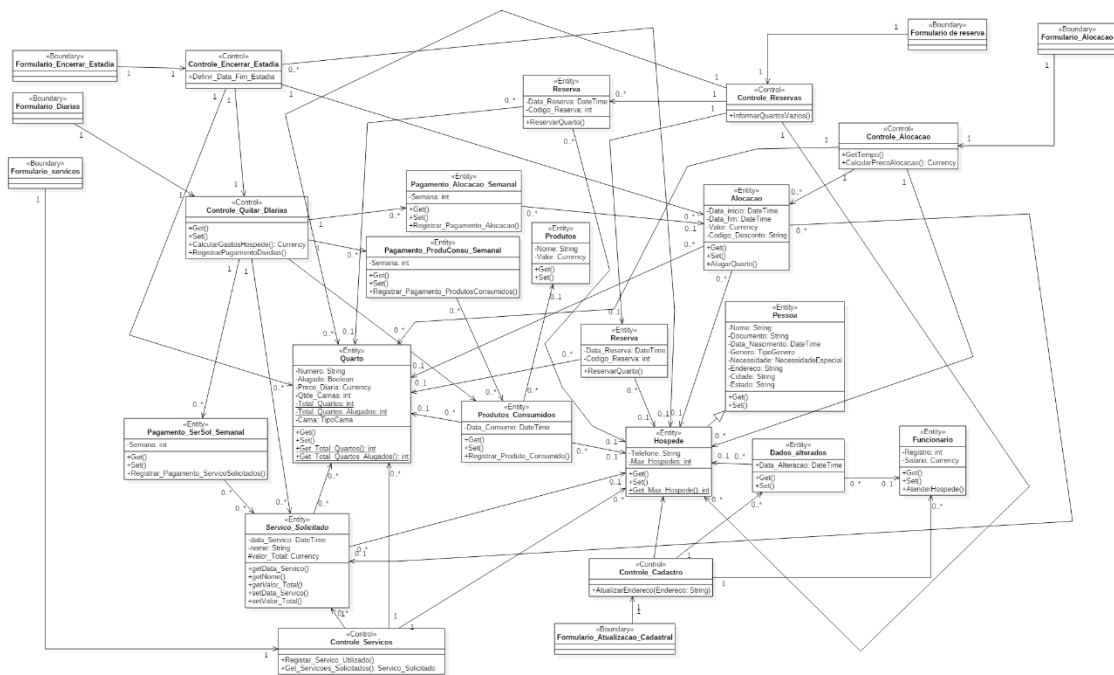 «Boundary»
Formulario_Encerrar_Estadia
«Control»
Controle_Encerrar_Estadia
+Definir_Data_Fim_Estadia
«Boundary»
Formulario de reserva
«Boundary»
Formulario_Alocacao
«Boundary»
Formulario_Diarias
«Boundary»
Formulario_servicos
«Entity»
Reserva
-Data_Reserva: DateTime
-Codigo_Reserva: int
+ReservarQuarto()
«Control»
Controle_Reservas
+InformarQuartosVazios()
«Control»
Controle_Alocacao
+GetTempo()
+CalcularPrecoAlocacao(): Currency
«Control»
Controle_Quitar_DIarias
+Get()
+Set()
+CalcularGastosHospede(): Currency
+RegistrarPagamentoDividias()
«Entity»
Pagamento_Alocacao_Semanal
-Semana: int
+Get()
+Set()
+Registrar_Pagamento_Alocacao()
«Entity»
Pagamento_ProduConsu_Semanal
-Semana: int
+Get()
+Set()
+Registrar_Pagamento_ProdutosConsumidos()
«Entity»
Produtos
-Nome: String
-Valor: Currency
+Get()
+Set()
«Entity»
Alocacao
-Data_inicio: DateTime
-Data_fim: DateTime
-Valor: Currency
-Codigo_Desconto: String
+Get()
+Set()
+AlugarQuarto()
«Entity»
Pessoa
-Nome: String
-Documento: String
-Data_Nascimento: DateTime
-Genero: TipoGenero
-Necessidade: NecessidadeEspecial
-Endereco: String
-Cidade: String
-Estado: String
+Get()
+Set()
«Entity»
Quarto
-Numero: String
-Alugado: Boolean
-Preco_Diaria: Currency
-Qtde_Camas: int
-Total_Quartos: int
-Total_Quartos_Alugados: int
-Cama: TipoCama
+Get()
+Set()
+Get_Total_Quartos(): int
+Get_Total_Quartos_Alugados(): int
«Entity»
Reserva
-Data_Reserva: DateTime
-Codigo_Reserva: int
+ReservarQuarto()
«Entity»
Produtos_Consumidos
-Data_Consumo: DateTime
+Get()
+Set()
+Registrar_Produto_Consumido()
«Entity»
Pagamento_SerSol_Semanal
-Semana: int
+Get()
+Set()
+Registrar_Pagamento_ServicoSolicitados()
«Entity»
Hospede
-Telefone: String
-Max_Hospedes: int
+Get()
+Set()
+Get_Max_Hospede(): int
«Entity»
Dados_alterados
+Data_Alteracao: DateTime
+Get()
+Set()
«Entity»
Funcionario
-Registro: int
-Salario: Currency
+Get()
+Set()
+AtenderHospede()
«Entity»
Servico_Solicitado
-data_Servico: DateTime
-nome: String
#valor_Total: Currency
+getData_Servico()
+getNome()
+getValor_Total()
+setData_Servico()
+setValor_Total()
«Control»
Controle_Cadastro
+AtualizarEndereco(Endereco: String)
«Boundary»
Formulario_Atualizacao_Cadastral
«Control»
Controle_Servicos
+Registar_Servico_Utilizado()
+Get_Servicoes_Solicitados(): Servico_Solicitado